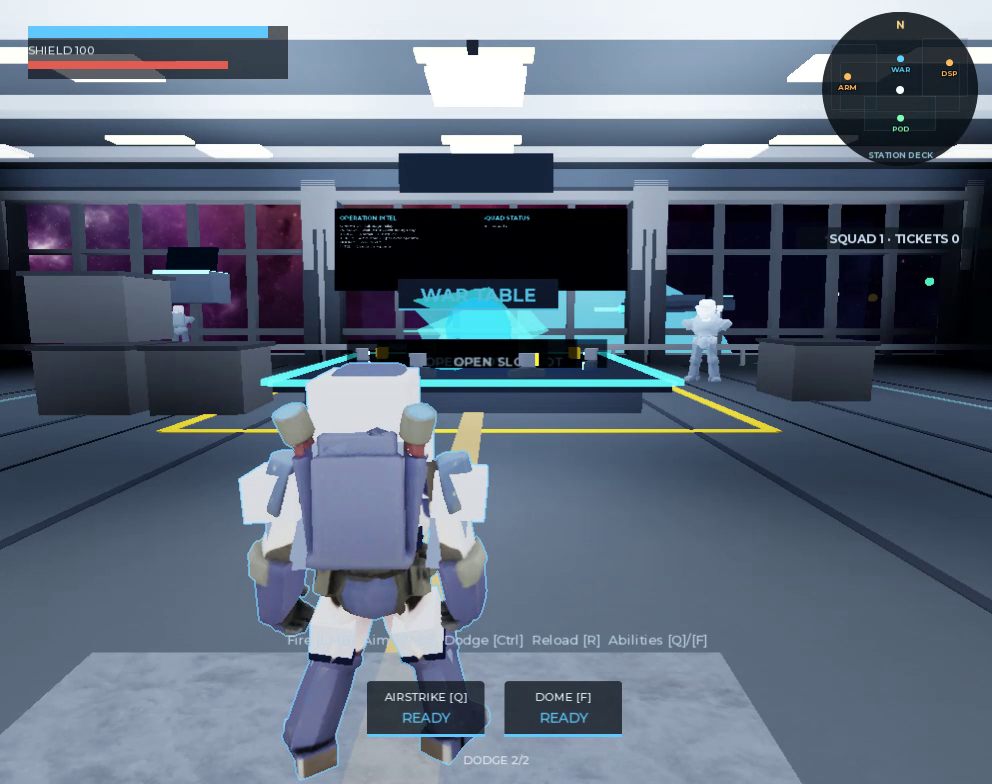 SHIELD 100
N
WAR
DSP
ARM
POD
STATION DECK
OPERATION INTEL
SQUAD STATUS
SQUAD 1 · TICKETS 0
WAR TABLE
OPEN SLO
Dodge [Ctrl] Reload [R] Abilities [Q]/[F]
AIRSTRIKE [Q]
READY
DOME [F]
READY
DODGE 2/2